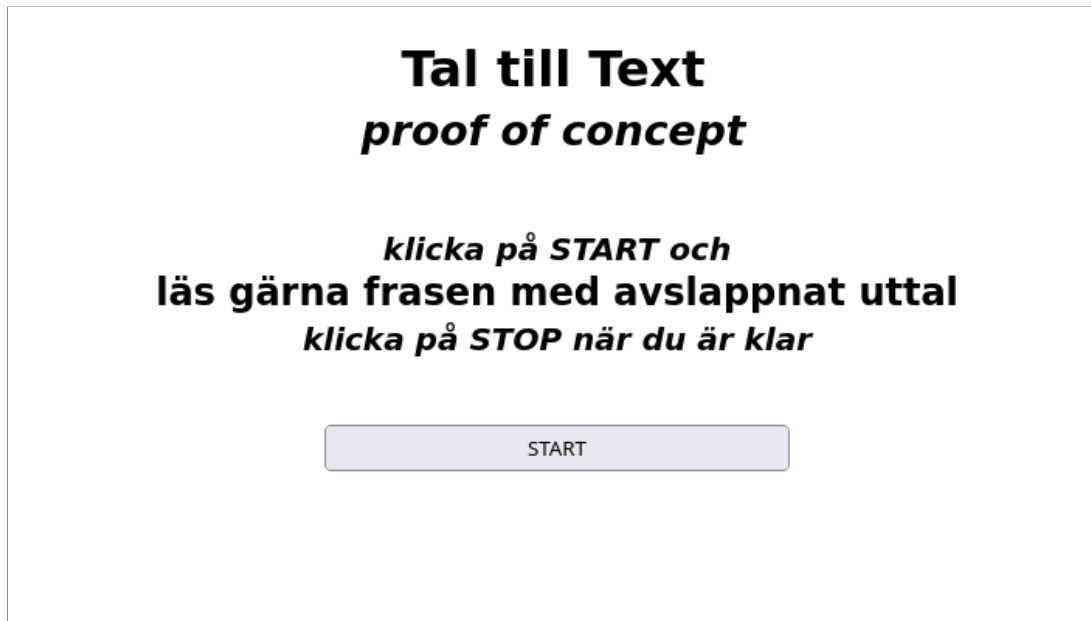 Tal till Text
proof of concept
klicka på START och
läs gärna frasen med avslappnat uttal
klicka på STOP när du är klar
START